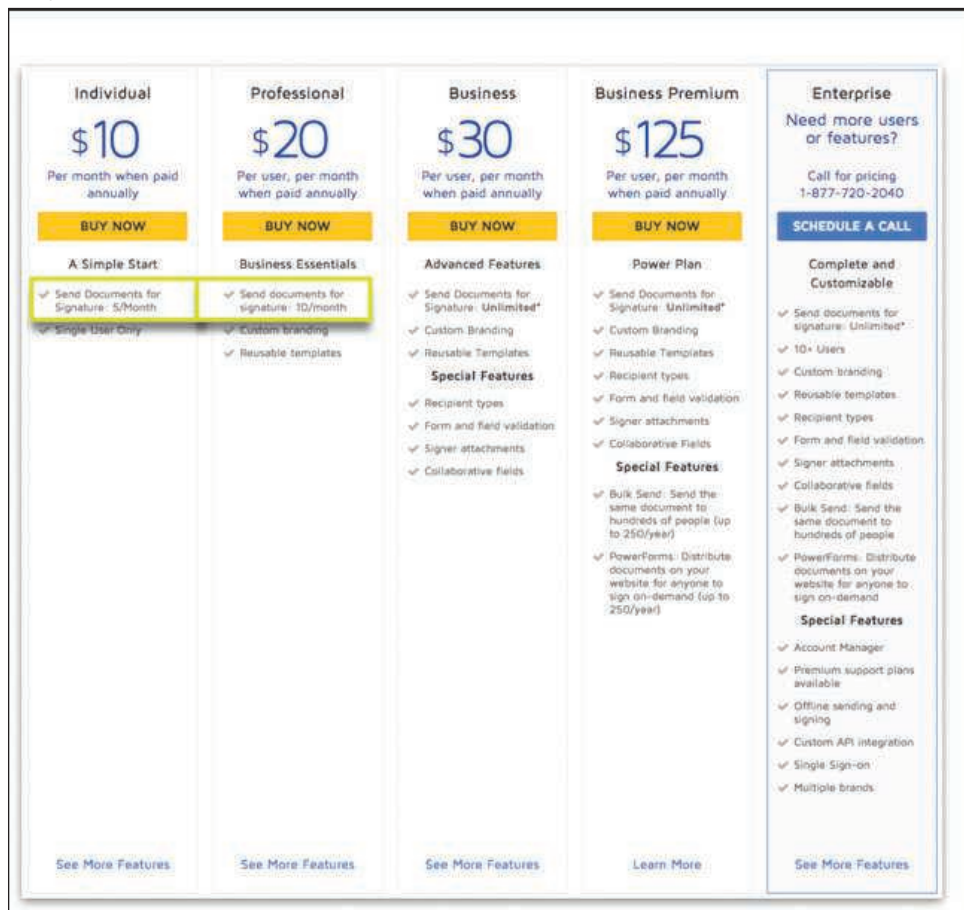 Individual
$10
Per month when paid
annually
BUY NOW
A Simple Start
Send Documents for
Signature: 5/Month
Single User Only
See More Features
Professional
$20
Per user, per month
when paid annually
BUY NOW
Business Essentials
Send documents for
signature: 10/month
Custom branding
Reusable templates
See More Features
Business
$30
Per user, per month
when paid annually
BUY NOW
Advanced Features
Send Documents for
Signature: Unlimited*
Custom Branding
Reusable Templates
Special Features
Recipient types
Form and field validation
Signer attachments
Collaborative fields
See More Features
Business Premium
$125
Per user, per month
when paid annually
BUY NOW
Power Plan
Send Documents for
Signature: Unlimited*
Custom Branding
Reusable Templates
Recipient types
Form and field validation
Signer attachments
Collaborative Fields
Special Features
Bulk Send: Send the
same document to
hundreds of people (up
to 250/year)
PowerForms: Distribute
documents on your
website for anyone to
sign on-demand (up to
250/year)
Learn More
Enterprise
Need more users
or features?
Call for pricing
1-877-720-2040
SCHEDULE A CALL
Complete and
Customizable
Send documents for
signature: Unlimited*
10+ Users
Custom branding
Reusable templates
Recipient types
Form and field validation
Signer attachments
Collaborative fields
Bulk Send: Send the
same document to
hundreds of people
PowerForms: Distribute
documents on your
website for anyone to
sign on-demand
Special Features
Account Manager
Premium support plans
available
Offline sending and
signing
Custom API integration
Single Sign-on
Multiple brands
See More Features